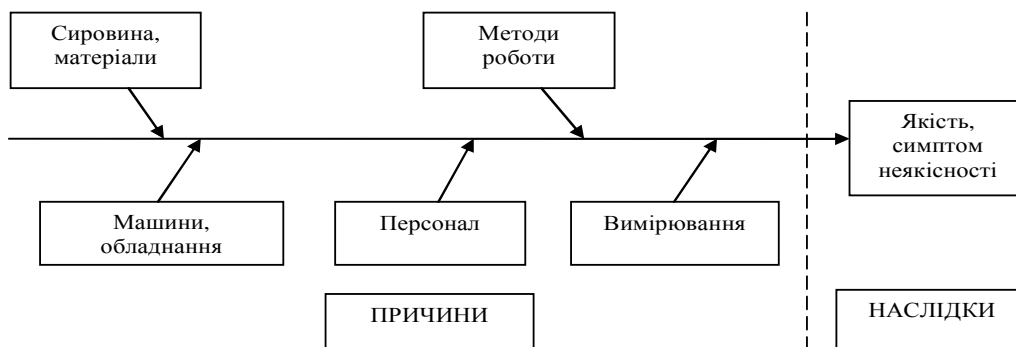 Сировина,
матеріали
Методи
роботи
Якість,
симптом
неякісності
Машини,
обладнання
Персонал
Вимірювання
ПРИЧИНИ
НАСЛІДКИ